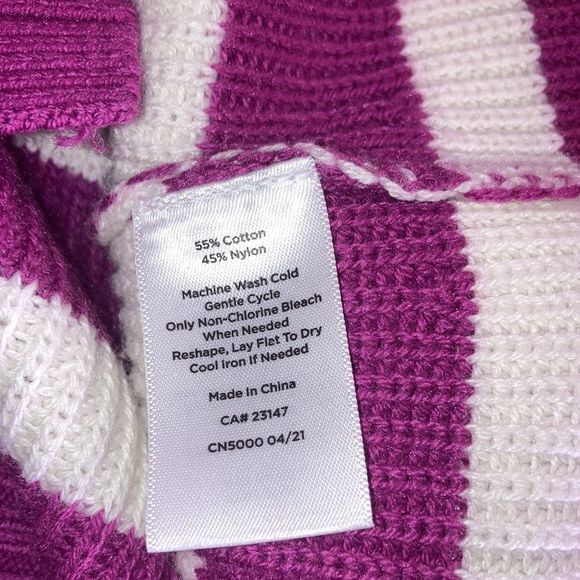 55% Cotton
45% Nylon
Machine Wash Cold
Gentle Cycle
Only Non-Chlorine Bleach
When Needed
Reshape, Lay Flat To Dry
Cool Iron If Needed
Made In China
CA# 23147
CN5000 04/21